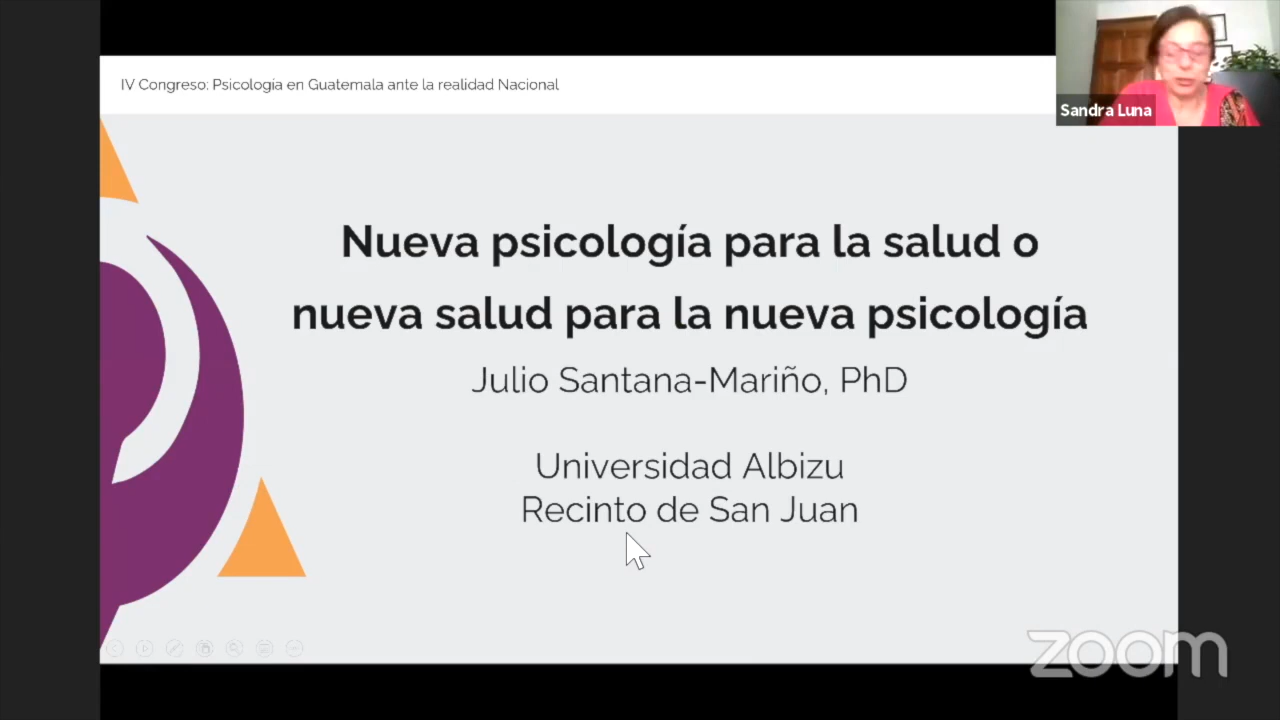 IV Congreso: Psicología en Guatemala ante la realidad Nacional
Sandra Luna
Nueva psicología para la salud o
nueva salud para la nueva psicología
Julio Santana-Mariño, PhD
Universidad Albizu
Recinto de San Juan
zoom